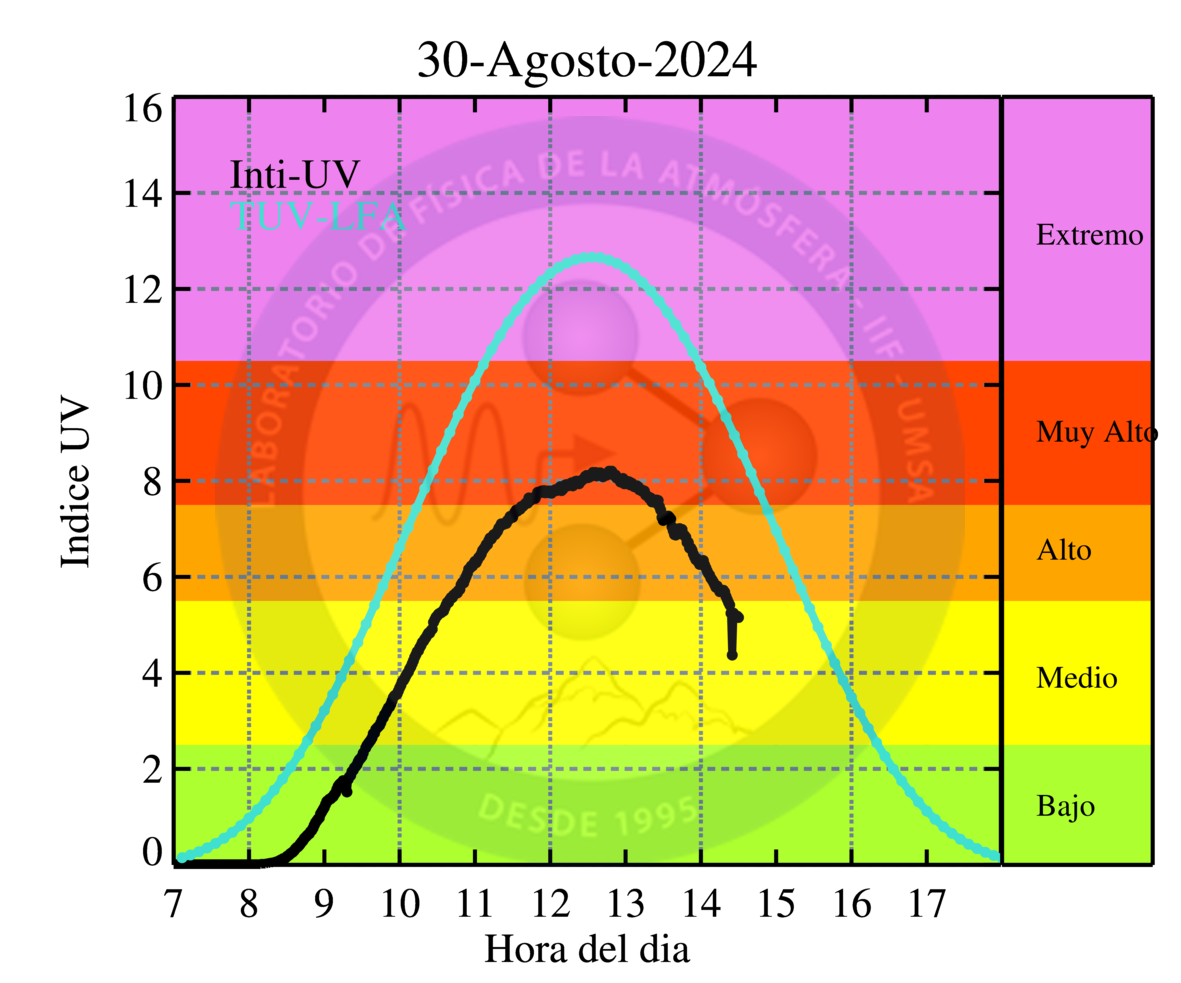 30-Agosto-2024
16
14
12
10
8
6
4
2
0
Indice UV
Inti-UV
TUV-LFA
LABORATORIO DE FÍSICA DE LA ATMÓSFERA - IIF - UMSA
DESDE 1995
Extremo
Muy Alto
Alto
Medio
Bajo
7 8 9 10 11 12 13 14 15 16 17
Hora del dia